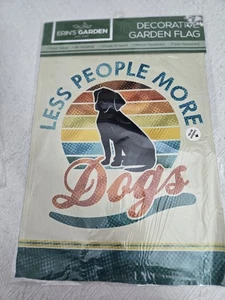 ERIN'S GARDEN
DECORATIVE
GARDEN FLAG
LESS PEOPLE MORE
Dogs